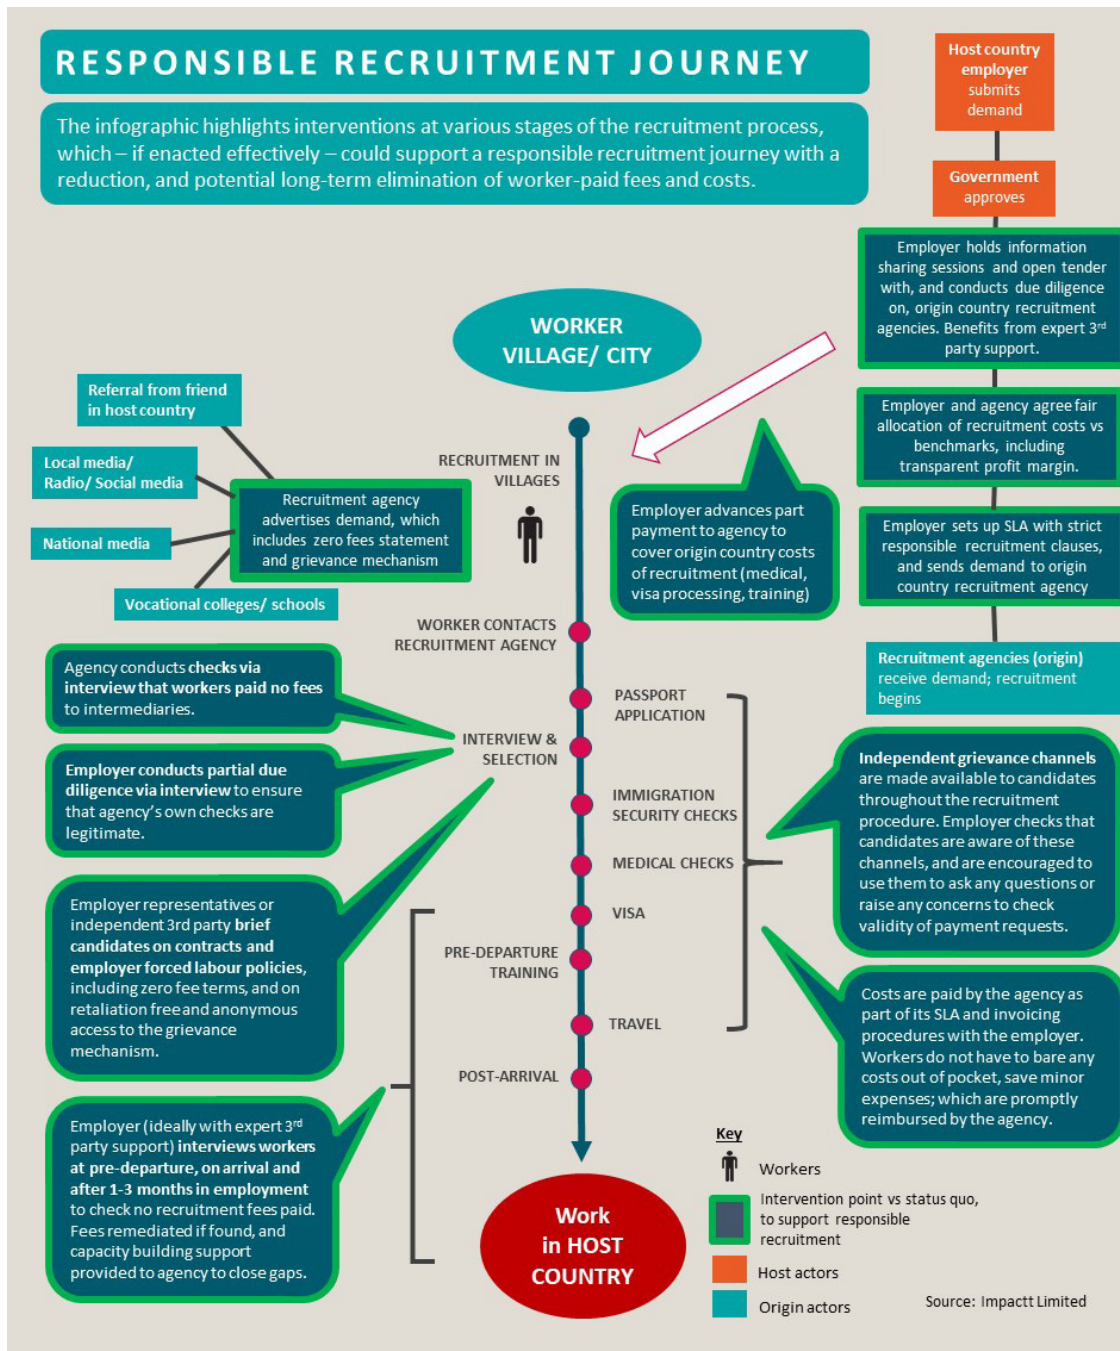 RESPONSIBLE RECRUITMENT JOURNEY
The infographic highlights interventions at various stages of the recruitment process,
which – if enacted effectively – could support a responsible recruitment journey with a
reduction, and potential long-term elimination of worker-paid fees and costs.
Host country
employer
submits
demand
Government
approves
Employer holds information
sharing sessions and open tender
with, and conducts due diligence
on, origin country recruitment
agencies. Benefits from expert 3rd
party support.
Employer and agency agree fair
allocation of recruitment costs vs
benchmarks, including
transparent profit margin.
Employer sets up SLA with strict
responsible recruitment clauses,
and sends demand to origin
country recruitment agency
Recruitment agencies (origin)
receive demand; recruitment
begins
WORKER
VILLAGE/ CITY
Referral from friend
in host country
Local media/
Radio/ Social media
National media
Vocational colleges/ schools
Recruitment agency
advertises demand, which
includes zero fees statement
and grievance mechanism
RECRUITMENT IN
VILLAGES
Employer advances part
payment to agency to
cover origin country costs
of recruitment (medical,
visa processing, training)
WORKER CONTACTS
RECRUITMENT AGENCY
Agency conducts checks via
interview that workers paid no fees
to intermediaries.
Employer conducts partial due
diligence via interview to ensure
that agency's own checks are
legitimate.
Employer representatives or
independent 3rd party brief
candidates on contracts and
employer forced labour policies,
including zero fee terms, and on
retaliation free and anonymous
access to the grievance
mechanism.
Employer (ideally with expert 3rd
party support) interviews workers
at pre-departure, on arrival and
after 1-3 months in employment
to check no recruitment fees paid.
Fees remediated if found, and
capacity building support
provided to agency to close gaps.
PASSPORT
APPLICATION
INTERVIEW &
SELECTION
IMMIGRATION
SECURITY CHECKS
MEDICAL CHECKS
VISA
PRE-DEPARTURE
TRAINING
TRAVEL
POST-ARRIVAL
Work
in HOST
COUNTRY
Independent grievance channels
are made available to candidates
throughout the recruitment
procedure. Employer checks that
candidates are aware of these
channels, and are encouraged to
use them to ask any questions or
raise any concerns to check
validity of payment requests.
Costs are paid by the agency as
part of its SLA and invoicing
procedures with the employer.
Workers do not have to bare any
costs out of pocket, save minor
expenses; which are promptly
reimbursed by the agency.
Key
Workers
Intervention point vs status quo,
to support responsible
recruitment
Host actors
Origin actors
Source: Impactt Limited